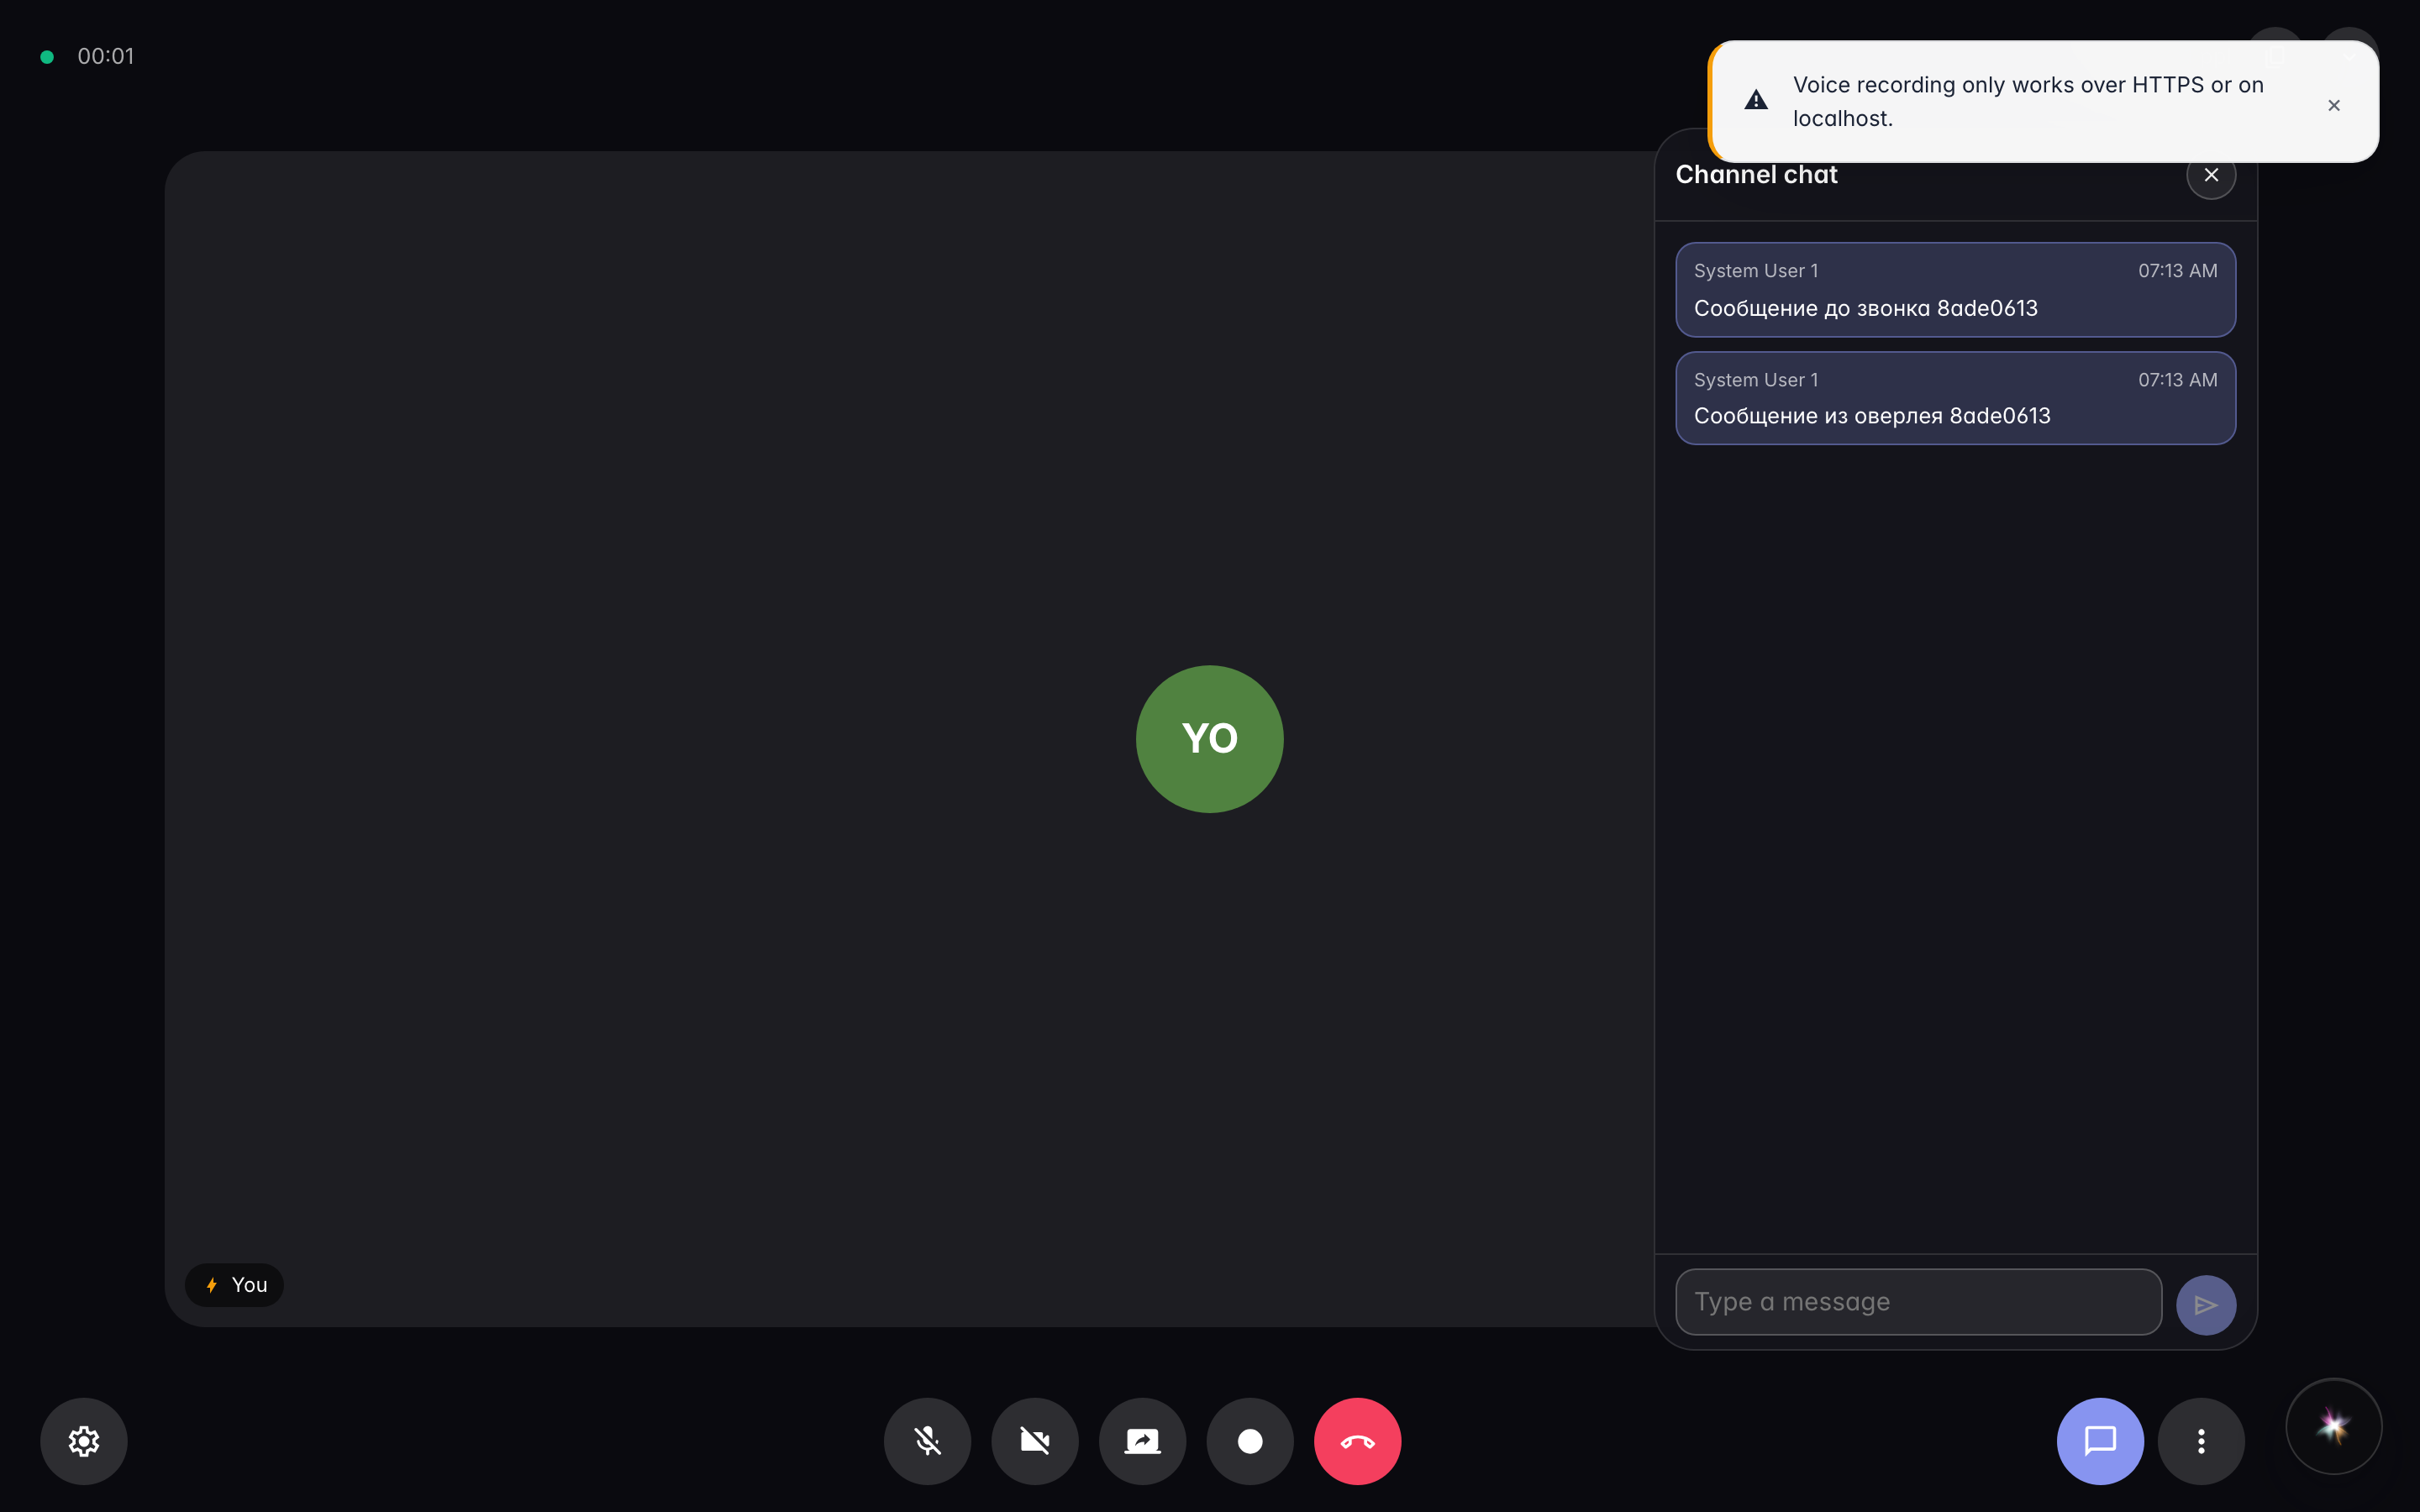 00:01
Voice recording only works over HTTPS or on
localhost.
Channel chat
System User 1 07:13 AM
Сообщение до звонка 8ade0613
System User 1 07:13 AM
Сообщение из оверлея 8ade0613
YO
You
Type a message